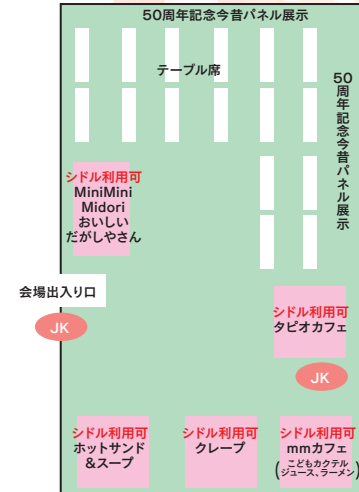 50周年記念今昔パネル展示
テーブル席
50周年記念今昔パネル展示
シドル利用可
MiniMini
Midori
おいしい
だがしやさん
会場出入り口
JK
シドル利用可
タピオカフェ
JK
シドル利用可
ホットサンド
&スープ
シドル利用可
クレープ
シドル利用可
mmカフェ
(こどもカクテル
ジュース、ラーメン)